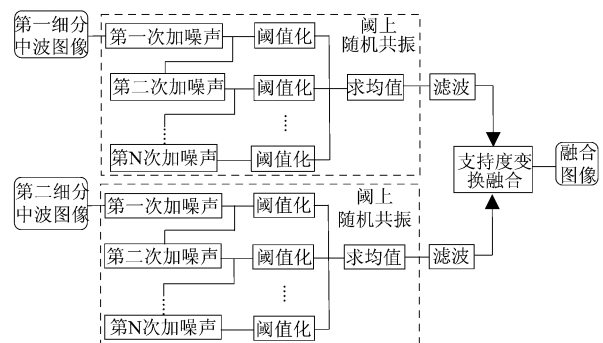 第一细分
中波图像
第一次加噪声
阈值化
阈上
随机共振
第二次加噪声
阈值化
求均值
滤波
第N次加噪声
阈值化
支持度变
换融合
融合
图像
第二细分
中波图像
第一次加噪声
阈值化
阈上
随机共振
第二次加噪声
阈值化
求均值
滤波
第N次加噪声
阈值化